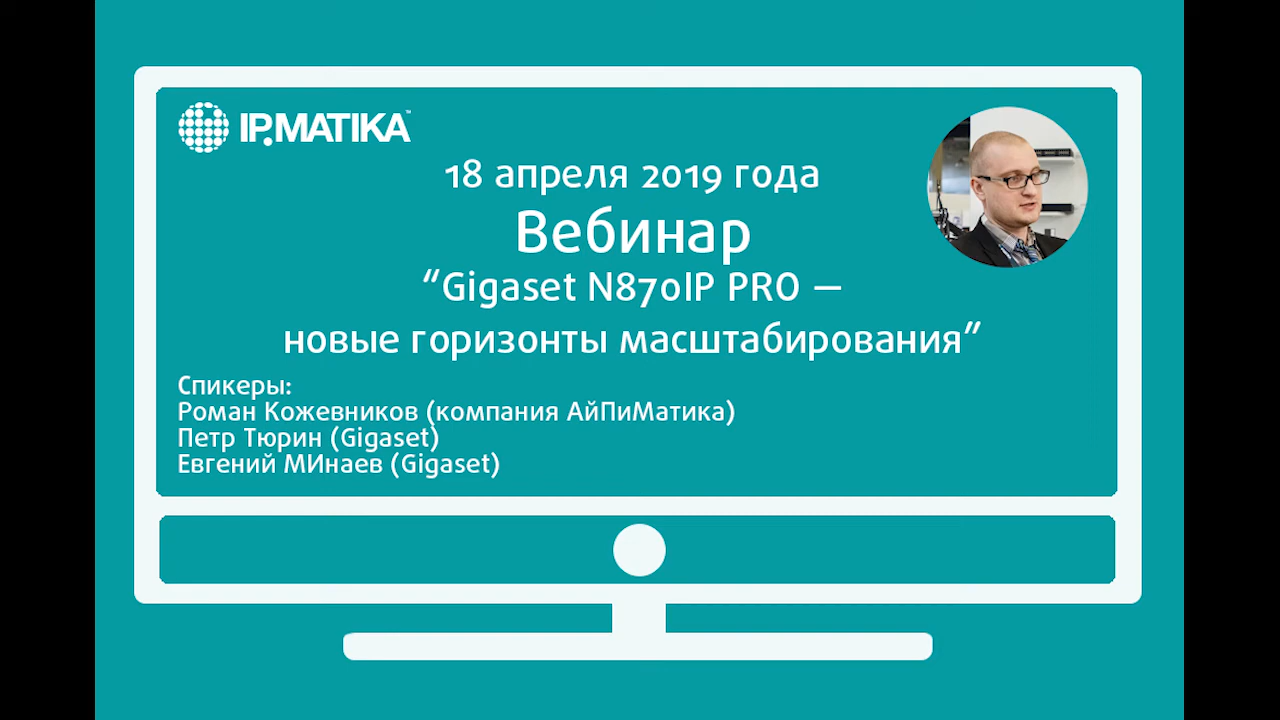 IP.MATIKA™
18 апреля 2019 года
Вебинар
“Gigaset N870IP PRO —
новые горизонты масштабирования”
Спикеры:
Роман Кожевников (компания АйПиМатика)
Петр Тюрин (Gigaset)
Евгений МИнаев (Gigaset)